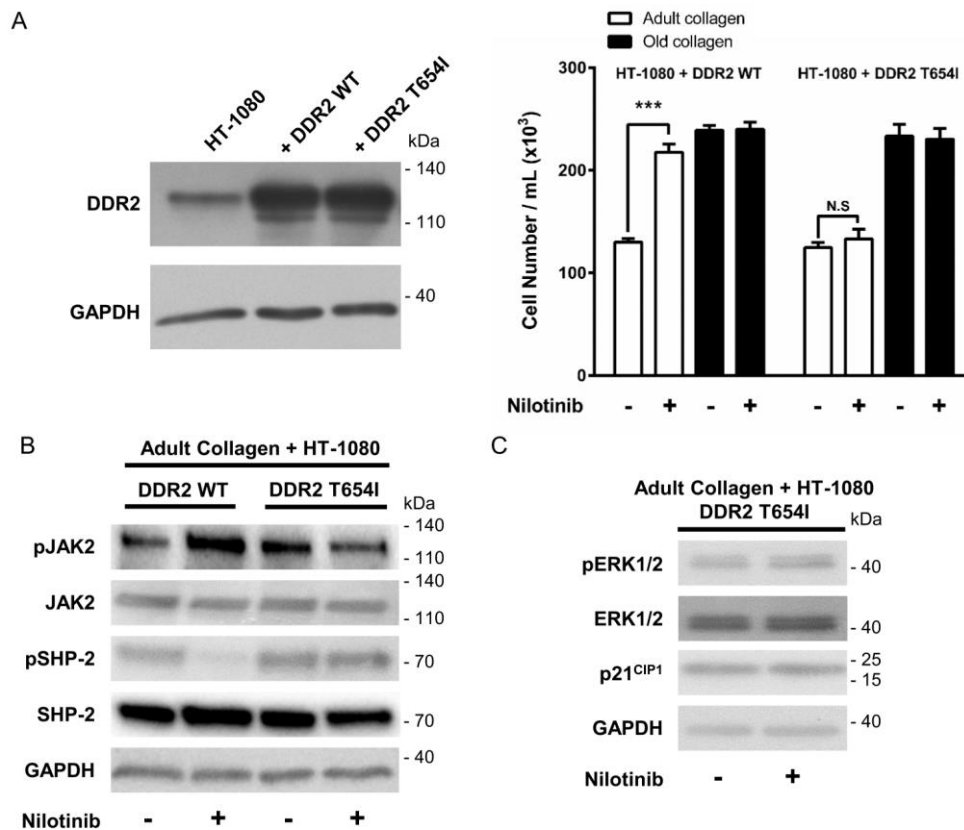 A
HT-1080
+ DDR2 WT
+ DDR2 T654I
kDa
DDR2
- 140
- 110
GAPDH
- 40
Adult collagen
Old collagen
HT-1080 + DDR2 WT
HT-1080 + DDR2 T654I
Cell Number / mL (x10³)
300
200
100
0
***
N.S
Nilotinib - + - + - + - +
B
Adult Collagen + HT-1080
DDR2 WT DDR2 T654I
kDa
pJAK2
- 140
- 110
JAK2
- 140
- 110
pSHP-2
- 70
SHP-2
- 70
GAPDH
- 40
Nilotinib - + - +
C
Adult Collagen + HT-1080
DDR2 T654I
kDa
pERK1/2
- 40
ERK1/2
- 40
p21ᶜᴵᴾ¹
- 25
- 15
GAPDH
- 40
Nilotinib - +